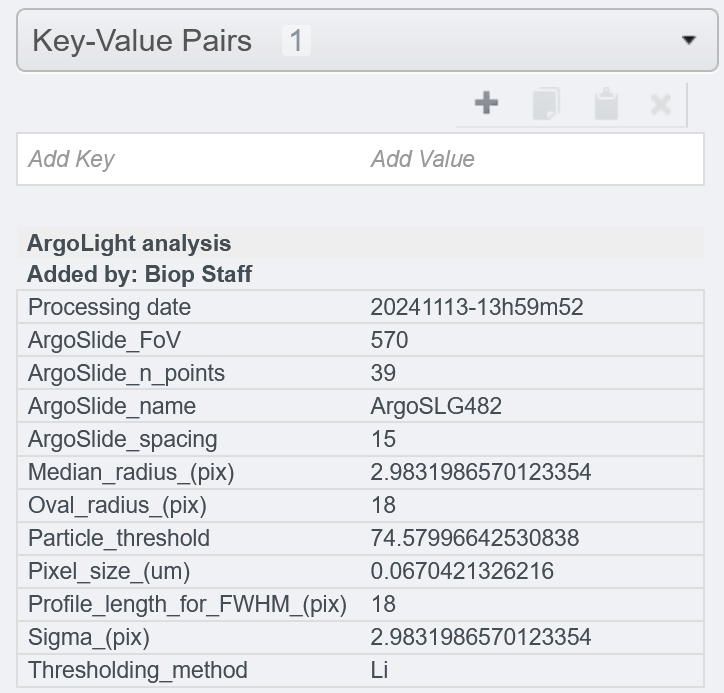 Key-Value Pairs 1
Add Key Add Value
ArgoLight analysis
Added by: Biop Staff
Processing date 20241113-13h59m52
ArgoSlide_FoV 570
ArgoSlide_n_points 39
ArgoSlide_name ArgoSLG482
ArgoSlide_spacing 15
Median_radius_(pix) 2.9831986570123354
Oval_radius_(pix) 18
Particle_threshold 74.57996642530838
Pixel_size_(um) 0.0670421326216
Profile_length_for_FWHM_(pix) 18
Sigma_(pix) 2.9831986570123354
Thresholding_method Li